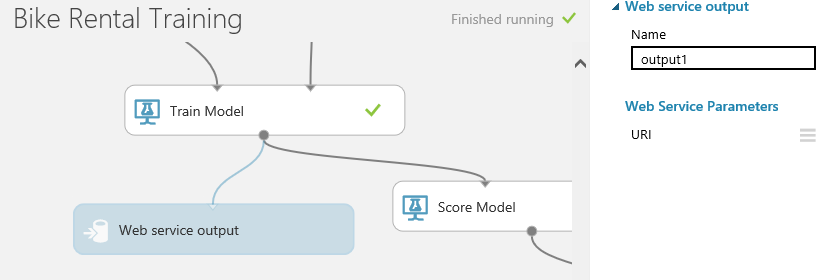 Bike Rental Training
Finished running
Train Model
Score Model
Web service output
Web service output
Name
output1
Web Service Parameters
URI